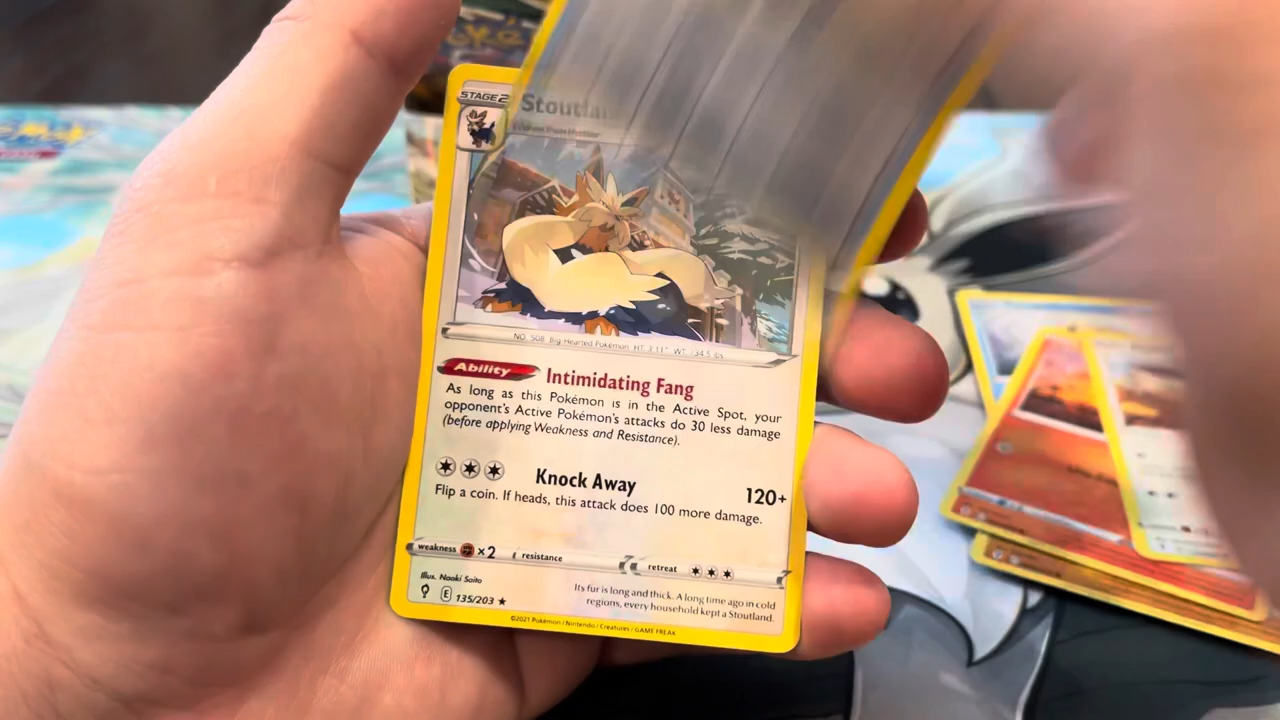 STAGE 2
Stoutland
NO. 508 Big Hearted Pokémon HT: 3'11" WT: 134.5 lbs.
Ability Intimidating Fang
As long as this Pokémon is in the Active Spot, your
opponent's Active Pokémon's attacks do 30 less damage
(before applying Weakness and Resistance).
Knock Away 120+
Flip a coin. If heads, this attack does 100 more damage.
weakness ×2 resistance retreat
Illus. Naoki Saito
E 135/203 ★
Its fur is long and thick. A long time ago in cold
regions, every household kept a Stoutland.
©2021 Pokémon / Nintendo / Creatures / GAME FREAK